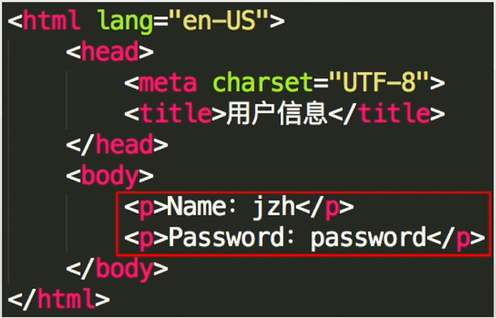 <html lang="en-US">
<head>
<meta charset="UTF-8">
<title>用户信息</title>
</head>
<body>
<p>Name: jzh</p>
<p>Password: password</p>
</body>
</html>